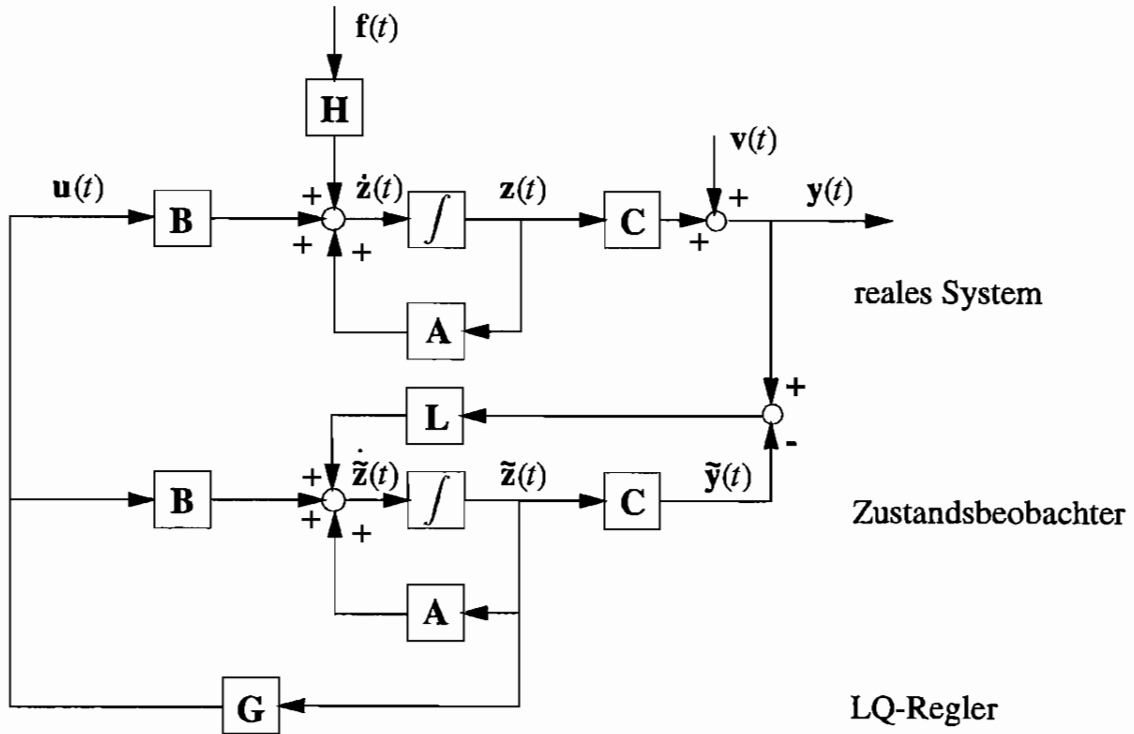 f(t)
H
v(t)
u(t)
B
+
+
+
ż(t)
∫
z(t)
C
+
+
y(t)
A
reales System
L
+
-
B
+
+
+
z̃̇(t)
∫
z̃(t)
C
ỹ(t)
Zustandsbeobachter
A
G
LQ-Regler